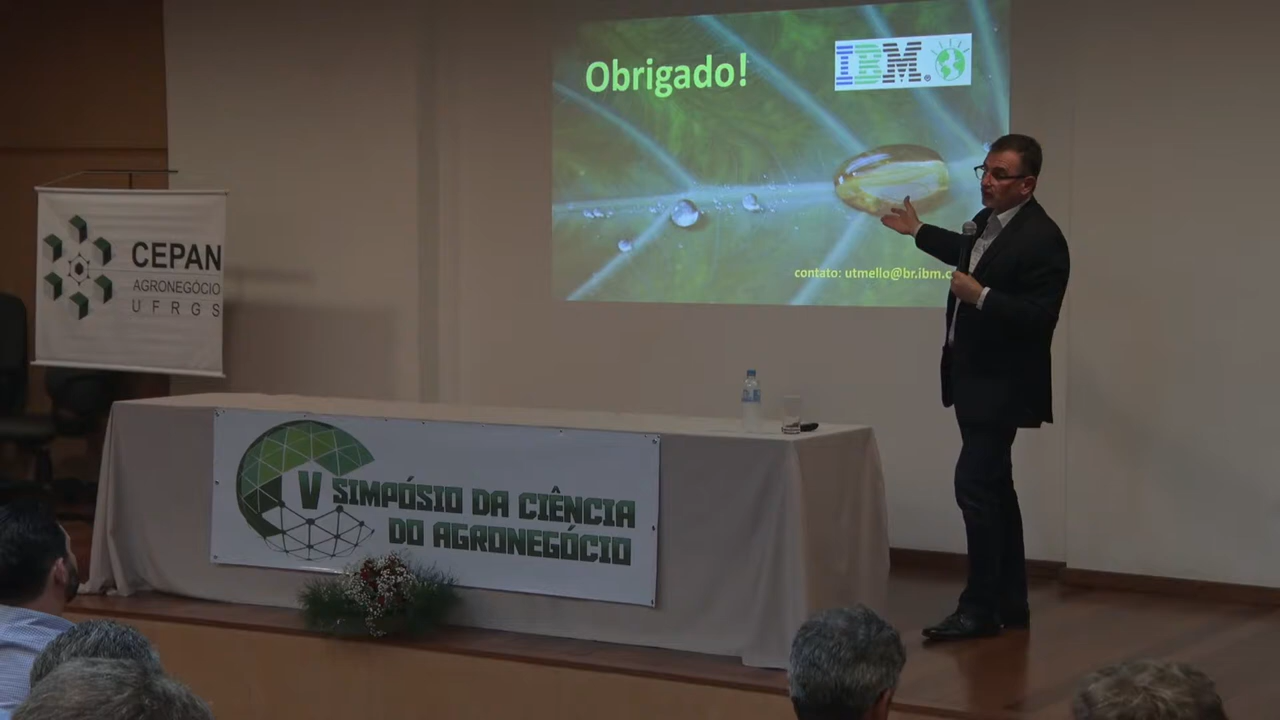 Obrigado!
IBM®
contato: utmello@br.ibm.c
CEPAN
AGRONEGÓCIO
UFRGS
V SIMPÓSIO DA CIÊNCIA
DO AGRONEGÓCIO